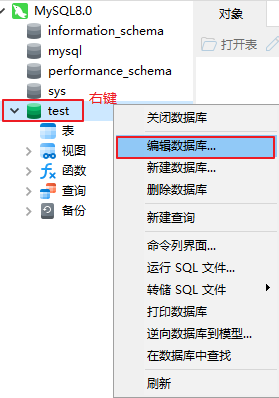 MySQL8.0
information_schema
mysql
performance_schema
sys
test
表
视图
函数
查询
备份
右键
对象
打开表
关闭数据库
编辑数据库...
新建数据库...
删除数据库
新建查询
命令列界面...
运行 SQL 文件...
转储 SQL 文件
打印数据库
逆向数据库到模型...
在数据库中查找
刷新